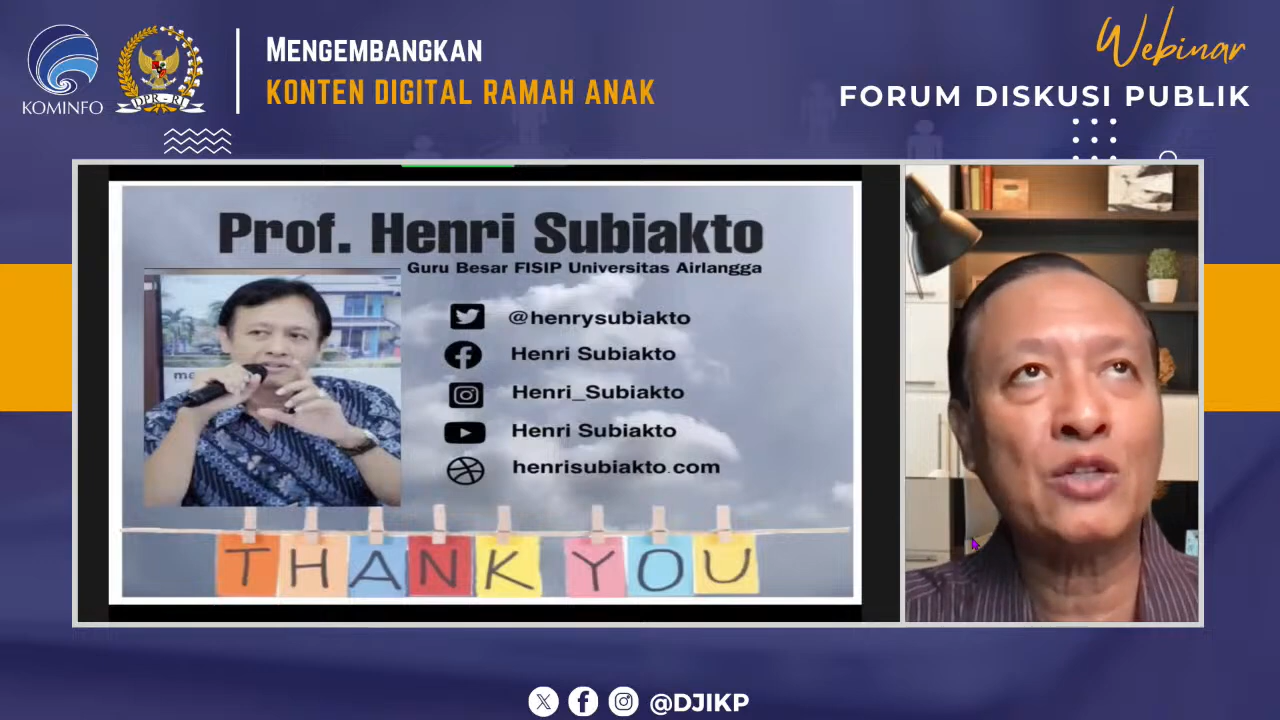 KOMINFO
DPR - RI
MENGEMBANGKAN
KONTEN DIGITAL RAMAH ANAK
Webinar
FORUM DISKUSI PUBLIK
Prof. Henri Subiakto
Guru Besar FISIP Universitas Airlangga
@henrysubiakto
Henri Subiakto
Henri_Subiakto
Henri Subiakto
henrisubiakto.com
me
THANK YOU
@DJIKP